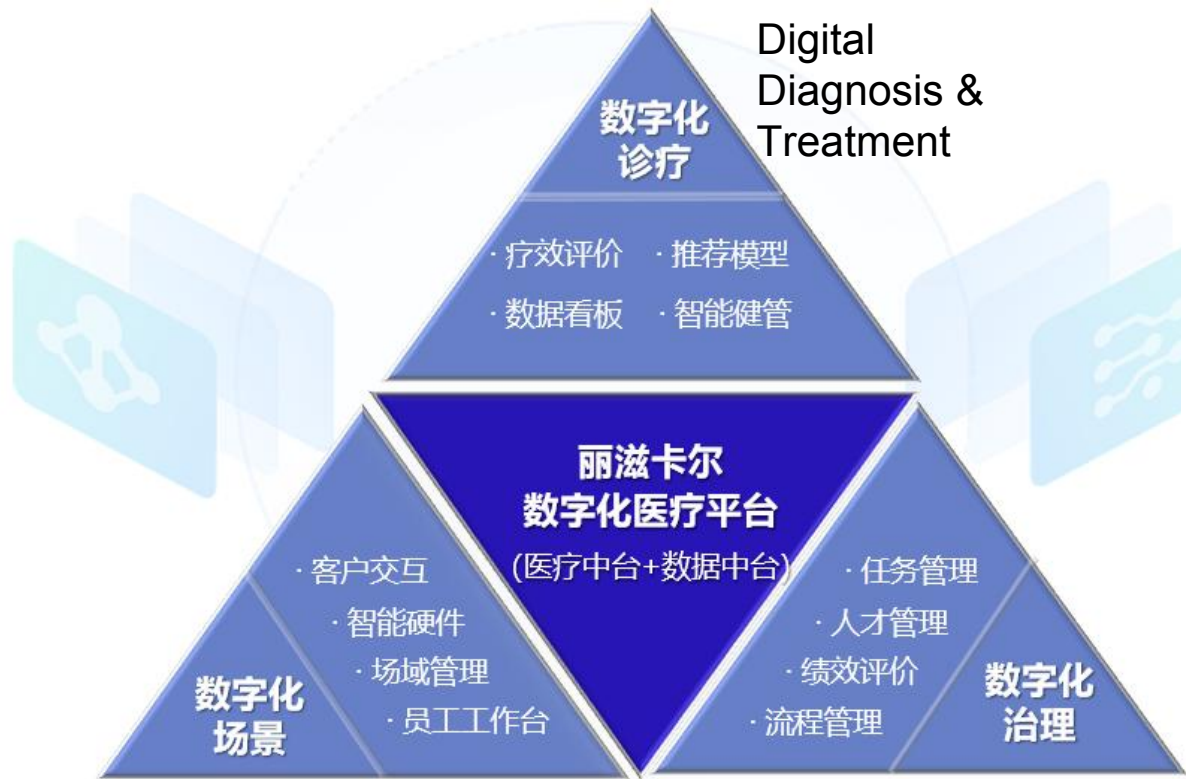 Digital
Diagnosis &
Treatment
数字化
诊疗
· 疗效评价 · 推荐模型
· 数据看板 · 智能健管
丽滋卡尔
数字化医疗平台
(医疗中台+数据中台)
· 客户交互
· 智能硬件
· 场域管理
· 员工工作台
数字化
场景
· 任务管理
· 人才管理
· 绩效评价
· 流程管理
数字化
治理